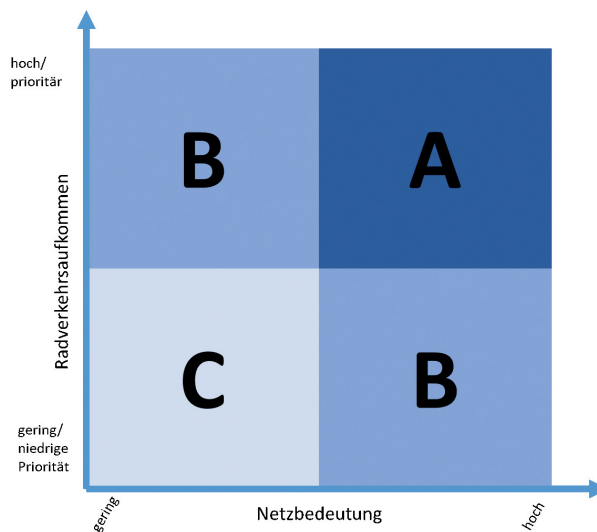 hoch/
prioritär
B
A
Radverkehrsaufkommen
C
B
gering/
niedrige
Priorität
gering
Netzbedeutung
hoch